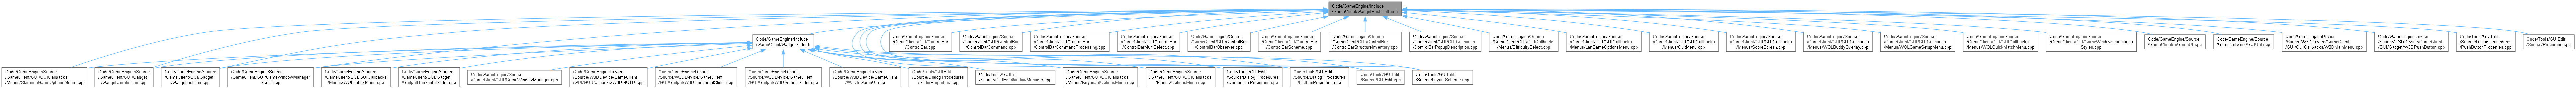 Code/GameEngine/Include
/GameClient/GadgetPushButton.h
Code/GameEngine/Include
/GameClient/GadgetSlider.h
Code/GameEngine/Source
/GameClient/GUI/ControlBar
/ControlBar.cpp
Code/GameEngine/Source
/GameClient/GUI/ControlBar
/ControlBarCommand.cpp
Code/GameEngine/Source
/GameClient/GUI/ControlBar
/ControlBarCommandProcessing.cpp
Code/GameEngine/Source
/GameClient/GUI/ControlBar
/ControlBarMultiSelect.cpp
Code/GameEngine/Source
/GameClient/GUI/ControlBar
/ControlBarObserver.cpp
Code/GameEngine/Source
/GameClient/GUI/ControlBar
/ControlBarScheme.cpp
Code/GameEngine/Source
/GameClient/GUI/ControlBar
/ControlBarStructureInventory.cpp
Code/GameEngine/Source
/GameClient/GUI/GUICallbacks
/ControlBarPopupDescription.cpp
Code/GameEngine/Source
/GameClient/GUI/GUICallbacks
/Menus/DifficultySelect.cpp
Code/GameEngine/Source
/GameClient/GUI/GUICallbacks
/Menus/LanGameOptionsMenu.cpp
Code/GameEngine/Source
/GameClient/GUI/GUICallbacks
/Menus/QuitMenu.cpp
Code/GameEngine/Source
/GameClient/GUI/GUICallbacks
/Menus/ScoreScreen.cpp
Code/GameEngine/Source
/GameClient/GUI/GUICallbacks
/Menus/WOLBuddyOverlay.cpp
Code/GameEngine/Source
/GameClient/GUI/GUICallbacks
/Menus/WOLGameSetupMenu.cpp
Code/GameEngine/Source
/GameClient/GUI/GUICallbacks
/Menus/WOLQuickMatchMenu.cpp
Code/GameEngine/Source
/GameClient/GUI/GameWindowTransitions
Styles.cpp
Code/GameEngine/Source
/GameClient/InGameUI.cpp
Code/GameEngine/Source
/GameNetwork/GUIUtil.cpp
Code/GameEngineDevice
/Source/W3DDevice/GameClient
/GUI/GUICallbacks/W3DMainMenu.cpp
Code/GameEngineDevice
/Source/W3DDevice/GameClient
/GUI/Gadget/W3DPushButton.cpp
Code/Tools/GUIEdit
/Source/Dialog Procedures
/PushButtonProperties.cpp
Code/Tools/GUIEdit
/Source/Properties.cpp
Code/GameEngine/Source
/GameClient/GUI/GUICallbacks
/Menus/SkirmishGameOptionsMenu.cpp
Code/GameEngine/Source
/GameClient/GUI/Gadget
/GadgetComboBox.cpp
Code/GameEngine/Source
/GameClient/GUI/Gadget
/GadgetListBox.cpp
Code/GameEngine/Source
/GameClient/GUI/GameWindowManager
Script.cpp
Code/GameEngine/Source
/GameClient/GUI/GUICallbacks
/Menus/WOLLobbyMenu.cpp
Code/GameEngine/Source
/GameClient/GUI/Gadget
/GadgetHorizontalSlider.cpp
Code/GameEngine/Source
/GameClient/GUI/GameWindowManager.cpp
Code/GameEngineDevice
/Source/W3DDevice/GameClient
/GUI/GUICallbacks/W3DMOTD.cpp
Code/GameEngineDevice
/Source/W3DDevice/GameClient
/GUI/Gadget/W3DHorizontalSlider.cpp
Code/GameEngineDevice
/Source/W3DDevice/GameClient
/GUI/Gadget/W3DVerticalSlider.cpp
Code/GameEngineDevice
/Source/W3DDevice/GameClient
/W3DInGameUI.cpp
Code/Tools/GUIEdit
/Source/Dialog Procedures
/SliderProperties.cpp
Code/Tools/GUIEdit
/Source/GUIEditWindowManager.cpp
Code/GameEngine/Source
/GameClient/GUI/GUICallbacks
/Menus/KeyboardOptionsMenu.cpp
Code/GameEngine/Source
/GameClient/GUI/GUICallbacks
/Menus/OptionsMenu.cpp
Code/Tools/GUIEdit
/Source/Dialog Procedures
/ComboBoxProperties.cpp
Code/Tools/GUIEdit
/Source/Dialog Procedures
/ListboxProperties.cpp
Code/Tools/GUIEdit
/Source/GUIEdit.cpp
Code/Tools/GUIEdit
/Source/LayoutScheme.cpp